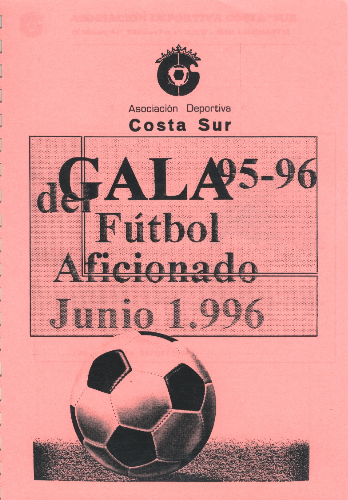 Asociación Deportiva
Costa Sur
GALA 95-96
del
Fútbol
Aficionado
Junio 1.996